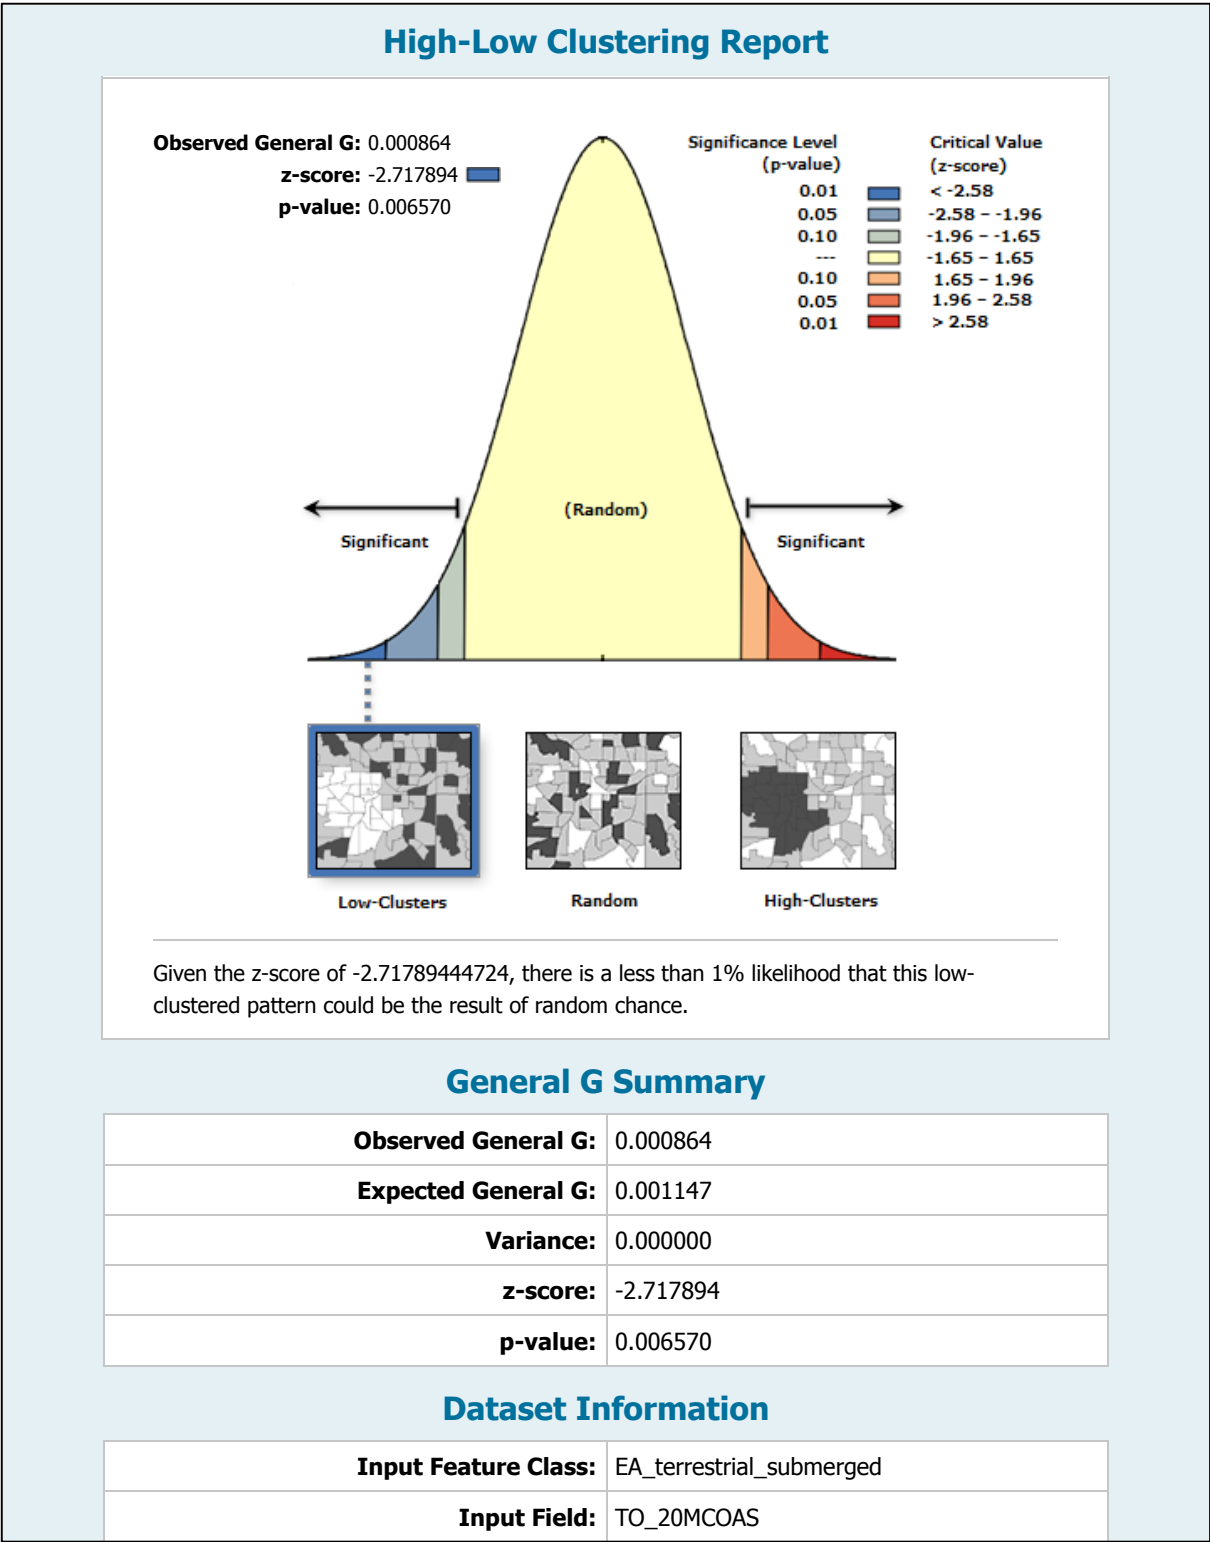 High-Low Clustering Report
Observed General G: 0.000864
z-score: -2.717894
p-value: 0.006570
Significance Level
(p-value)
Critical Value
(z-score)
0.01 < -2.58
0.05 -2.58 – -1.96
0.10 -1.96 – -1.65
--- -1.65 – 1.65
0.10 1.65 – 1.96
0.05 1.96 – 2.58
0.01 > 2.58
(Random)
Significant
Significant
Low-Clusters
Random
High-Clusters
Given the z-score of -2.71789444724, there is a less than 1% likelihood that this low-
clustered pattern could be the result of random chance.
General G Summary
Observed General G: 0.000864
Expected General G: 0.001147
Variance: 0.000000
z-score: -2.717894
p-value: 0.006570
Dataset Information
Input Feature Class: EA_terrestrial_submerged
Input Field: TO_20MCOAS